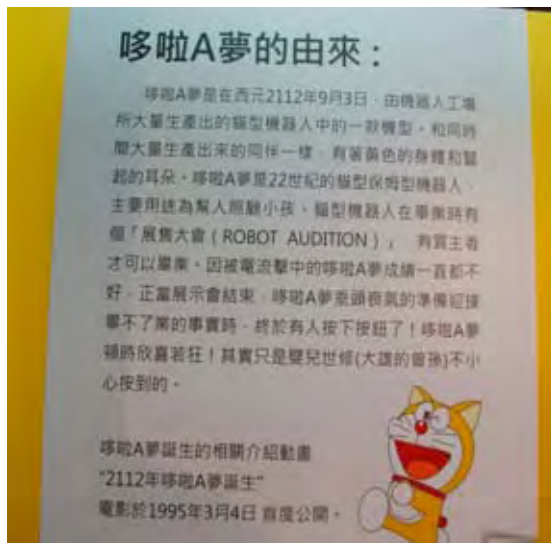 哆啦A夢的由來：
哆啦A夢是在西元2112年9月3日，由機器人工場
所大量生產出的貓型機器人中的一款機型。和同時
間大量生產出來的同伴一樣，有著黃色的身體和豎
起的耳朵。哆啦A夢是22世紀的貓型保姆型機器人，
主要用途為幫人照顧小孩。貓型機器人在畢業時有
個「展售大會（ROBOT AUDITION）」 有買主者
才可以畢業。因被電流擊中的哆啦A夢成績一直都不
好，正當展示會結束，哆啦A夢垂頭喪氣的準備迎接
畢不了業的事實時，終於有人按下按鈕了！哆啦A夢
頓時欣喜若狂！其實只是嬰兒世修(大雄的曾孫)不小
心按到的。
哆啦A夢誕生的相關介紹動畫
"2112年哆啦A夢誕生"
電影於1995年3月4日 首度公開。